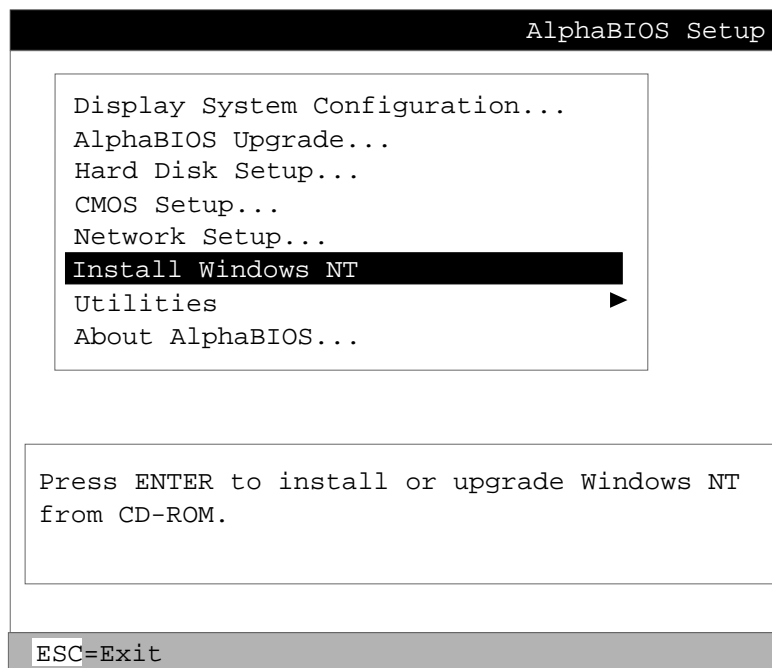 AlphaBIOS Setup
Display System Configuration...
AlphaBIOS Upgrade...
Hard Disk Setup...
CMOS Setup...
Network Setup...
Install Windows NT
Utilities
About AlphaBIOS...
Press ENTER to install or upgrade Windows NT
from CD-ROM.
ESC=Exit